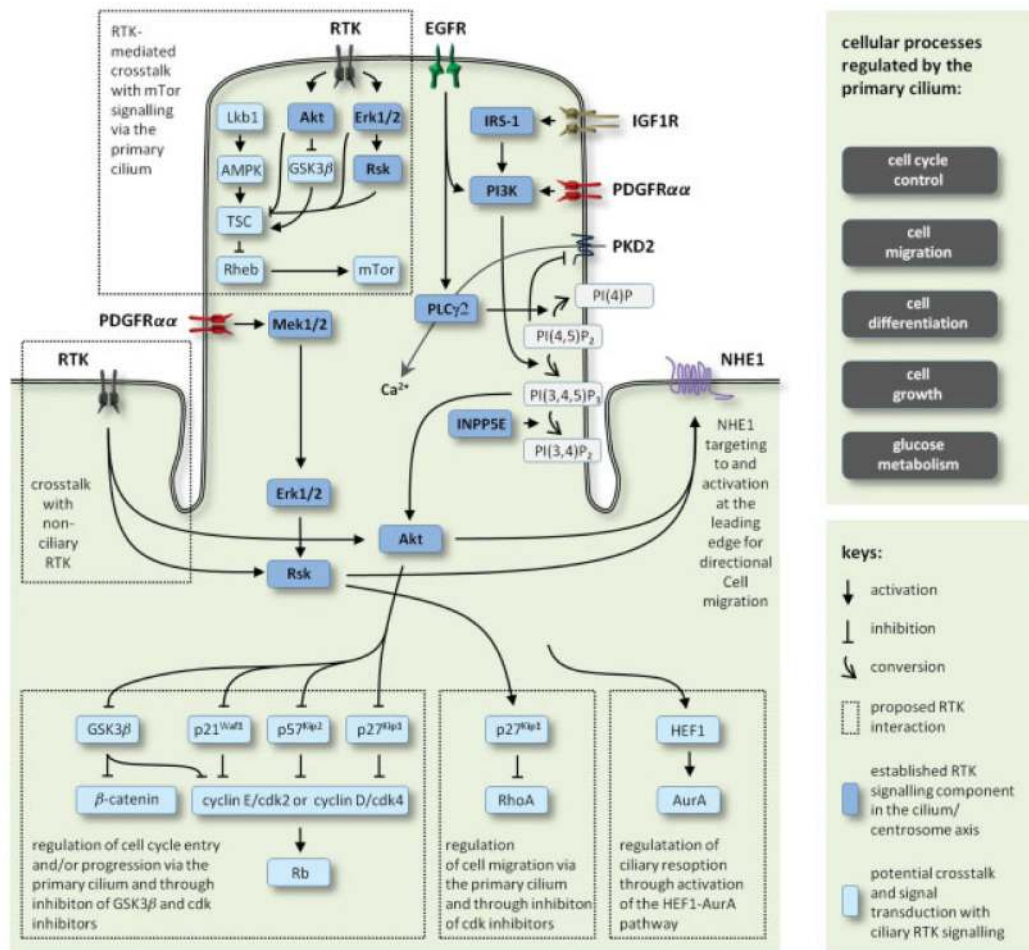 RTK-
mediated
crosstalk
with mTor
signalling
via the
primary
cilium
RTK
EGFR
Lkb1
Akt
Erk1/2
AMPK
GSK3β
Rsk
TSC
Rheb
mTor
IRS-1
IGF1R
PI3K
PDGFRαα
PKD2
PLCγ2
PI(4)P
PI(4,5)P₂
Ca²⁺
PI(3,4,5)P₃
INPP5E
PI(3,4)P₂
PDGFRαα
Mek1/2
RTK
NHE1
NHE1
targeting
to and
activation
at the
leading
edge for
directional
Cell
migration
crosstalk
with
non-
ciliary
RTK
Erk1/2
Akt
Rsk
GSK3β
p21ᵂᵃᶠ¹
p57ᴷⁱᵖ²
p27ᴷⁱᵖ¹
β-catenin
cyclin E/cdk2 or cyclin D/cdk4
Rb
regulation of cell cycle entry
and/or progression via the
primary cilium and through
inhibiton of GSK3β and cdk
inhibitors
p27ᴷⁱᵖ¹
RhoA
regulation
of cell migration via
the primary cilium
and through inhibiton
of cdk inhibitors
HEF1
AurA
regulatation of
ciliary resoption
through activation
of the HEF1-AurA
pathway
cellular processes
regulated by the
primary cilium:
cell cycle
control
cell
migration
cell
differentiation
cell
growth
glucose
metabolism
keys:
activation
inhibition
conversion
proposed RTK
interaction
established RTK
signalling component
in the cilium/
centrosome axis
potential crosstalk
and signal
transduction with
ciliary RTK signalling